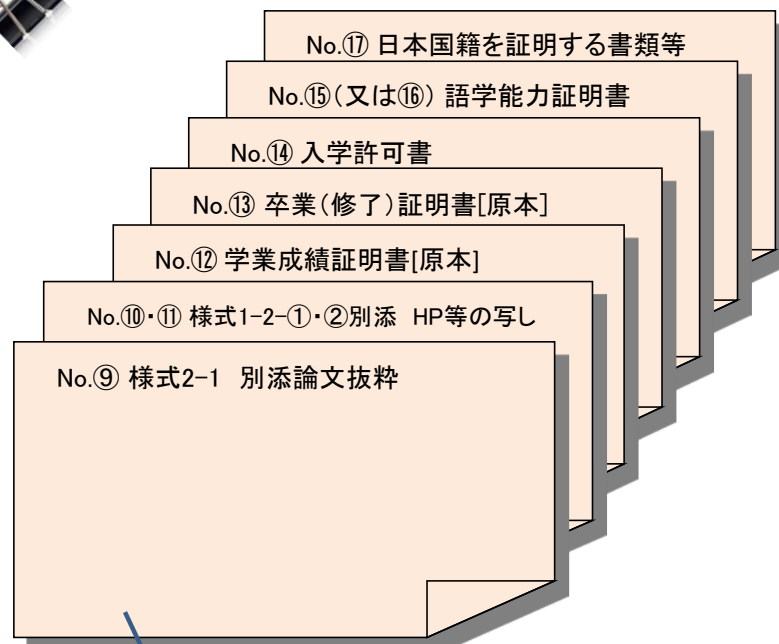 No.⑰ 日本国籍を証明する書類等
No.⑮(又は⑯) 語学能力証明書
No.⑭ 入学許可書
No.⑬ 卒業(修了)証明書[原本]
No.⑫ 学業成績証明書[原本]
No.⑩・⑪ 様式1-2-①・②別添 HP等の写し
No.⑨ 様式2-1 別添論文抜粋